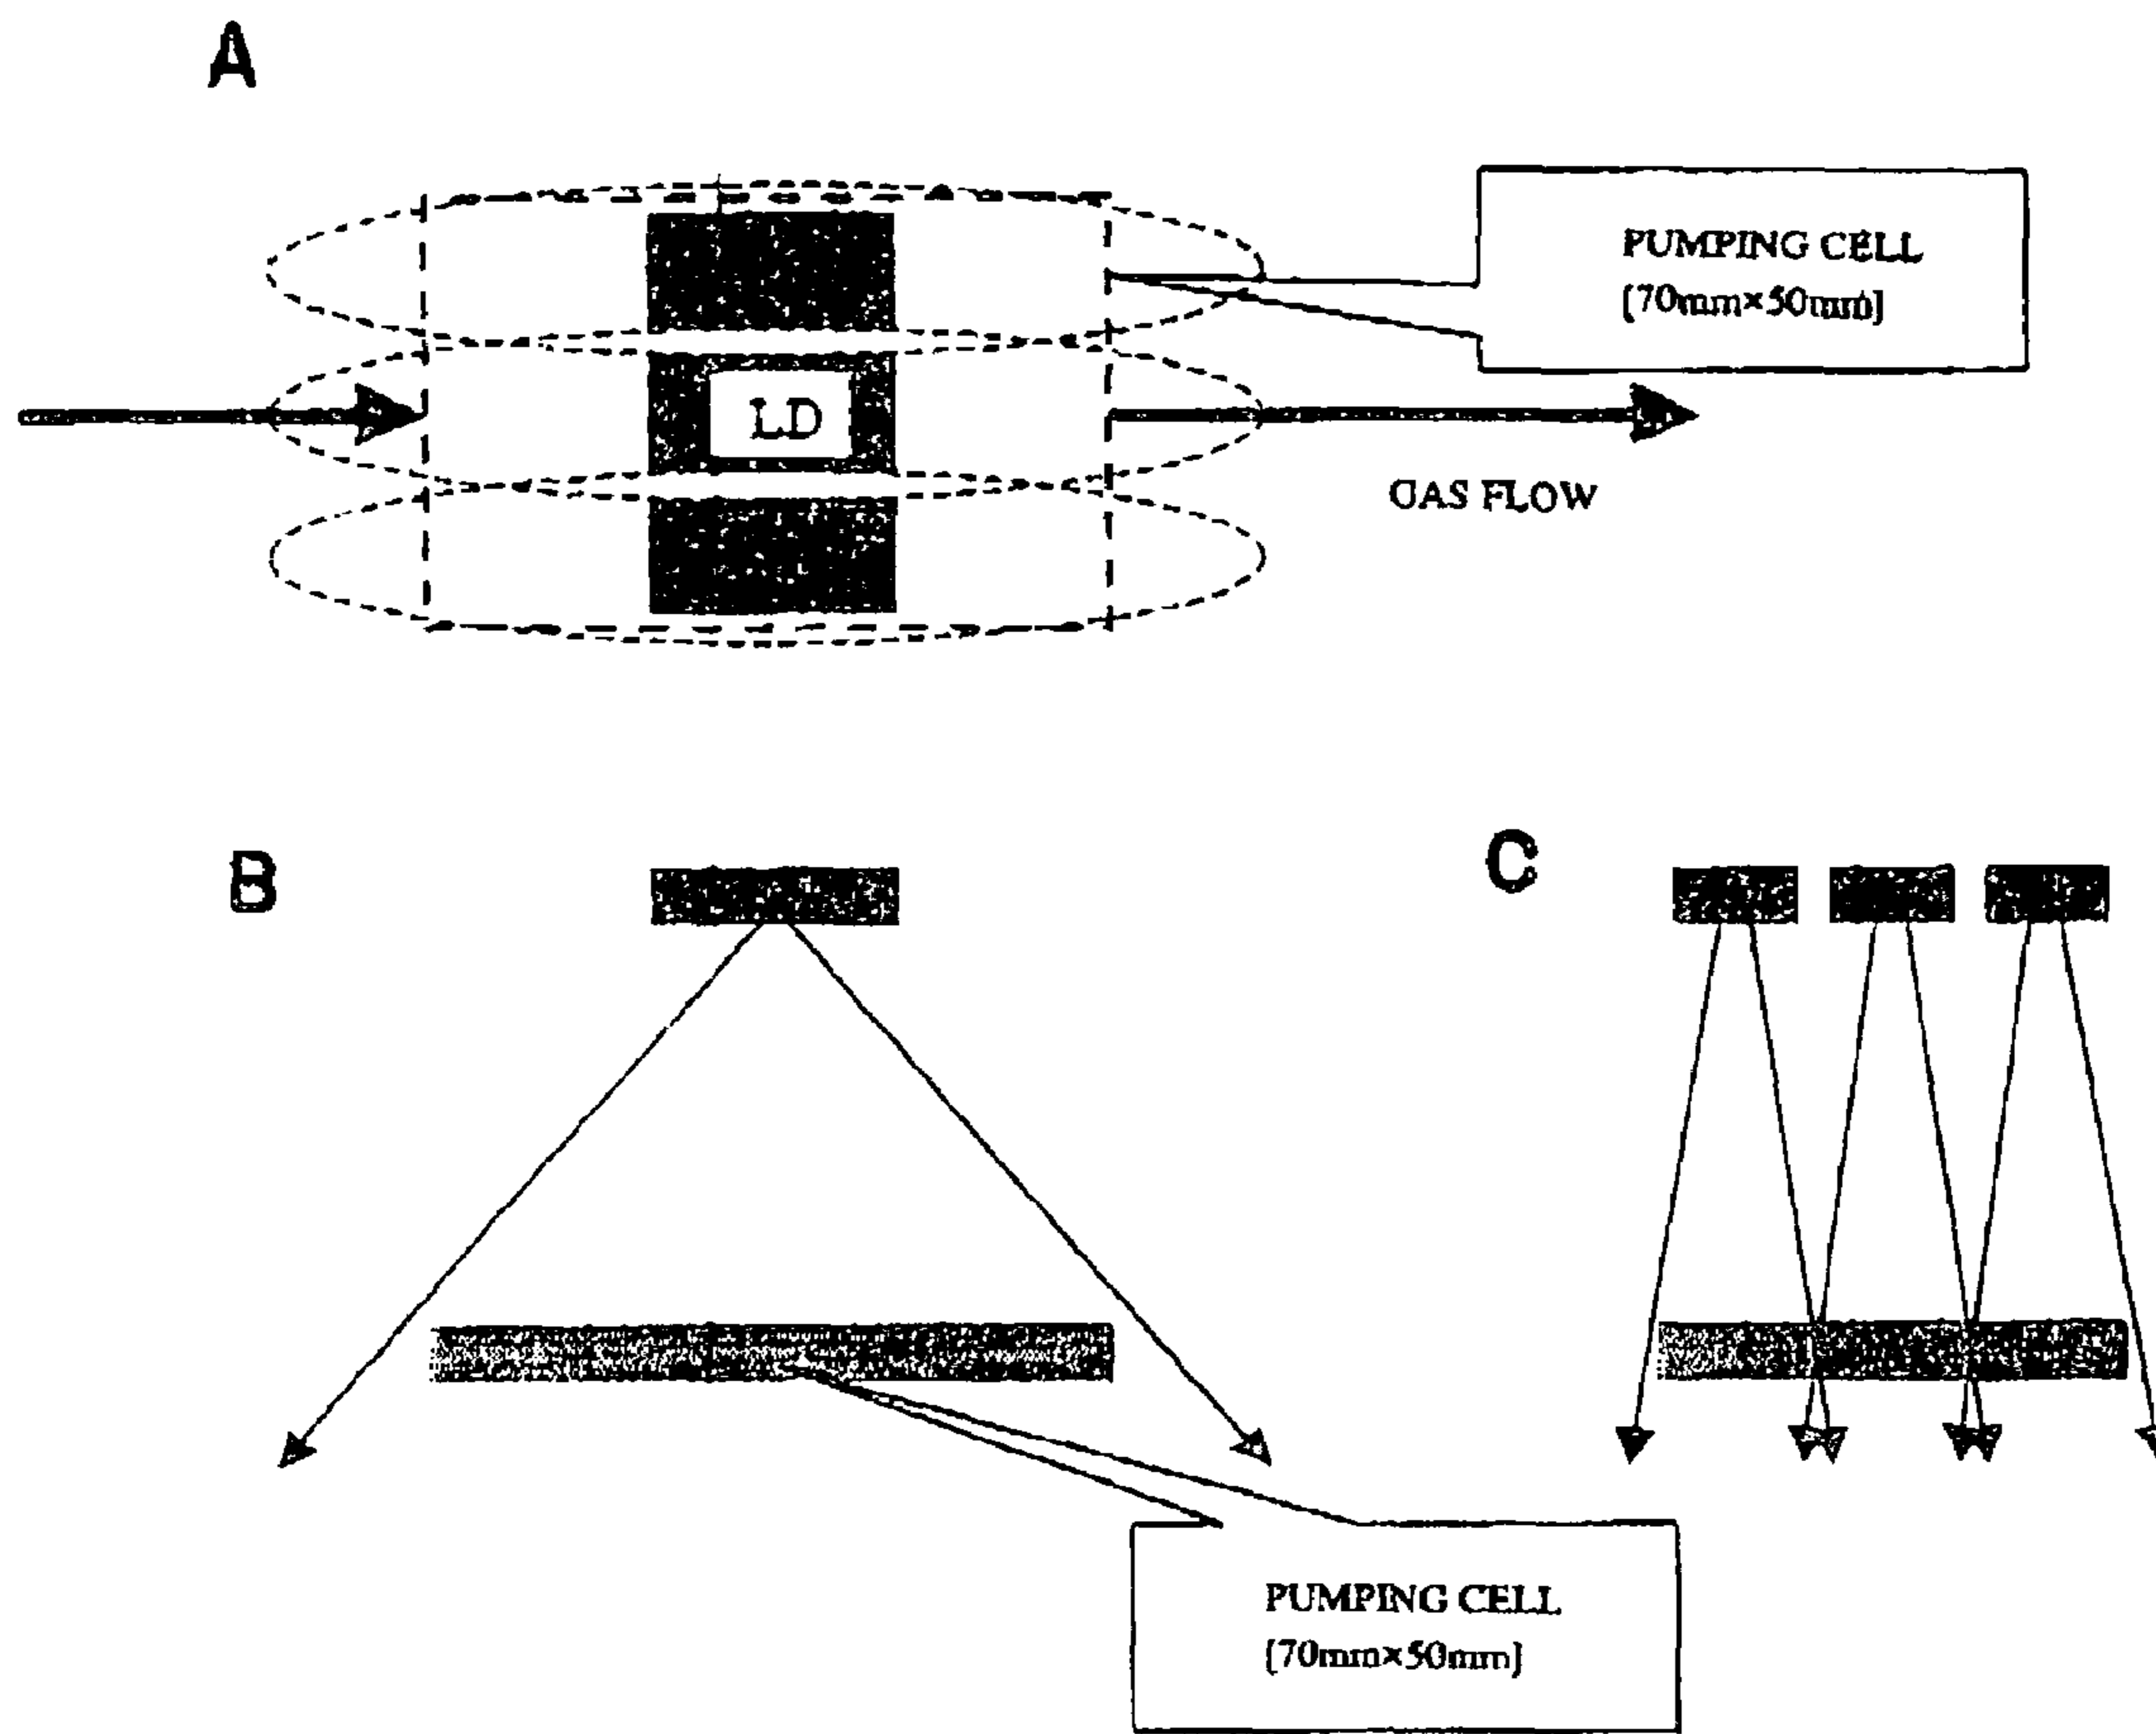 A
PUMPING CELL
[70mm×50mm]
LD
GAS FLOW
B
C
PUMPING CELL
[70mm×50mm]